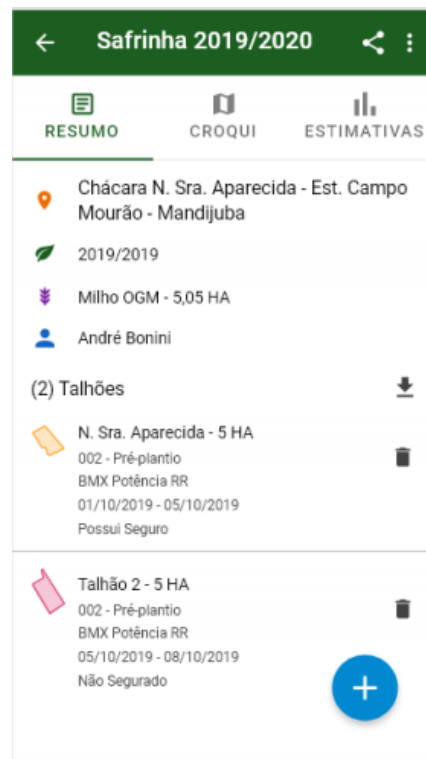 Safrinha 2019/2020
RESUMO
CROQUI
ESTIMATIVAS
Chácara N. Sra. Aparecida - Est. Campo
Mourão - Mandijuba
2019/2019
Milho OGM - 5,05 HA
André Bonini
(2) Talhões
N. Sra. Aparecida - 5 HA
002 - Pré-plantio
BMX Potência RR
01/10/2019 - 05/10/2019
Possui Seguro
Talhão 2 - 5 HA
002 - Pré-plantio
BMX Potência RR
05/10/2019 - 08/10/2019
Não Segurado